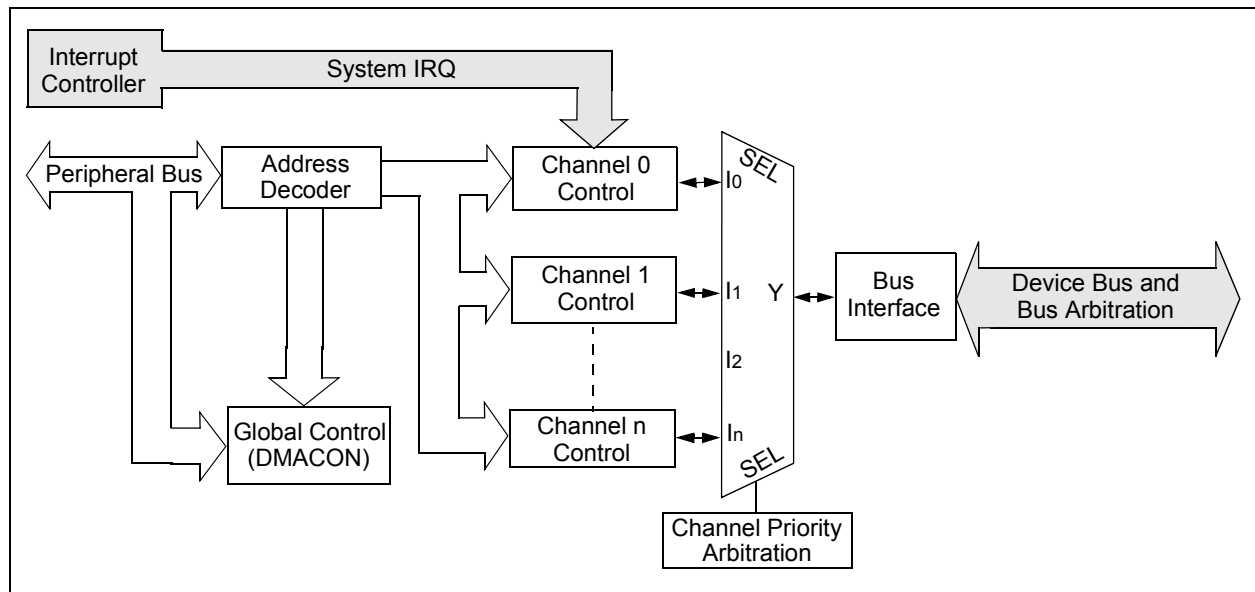 Interrupt
Controller
System IRQ
Peripheral Bus
Address
Decoder
Channel 0
Control
Channel 1
Control
Channel n
Control
Global Control
(DMACON)
SEL
I0
I1
I2
In
Y
SEL
Bus
Interface
Device Bus and
Bus Arbitration
Channel Priority
Arbitration